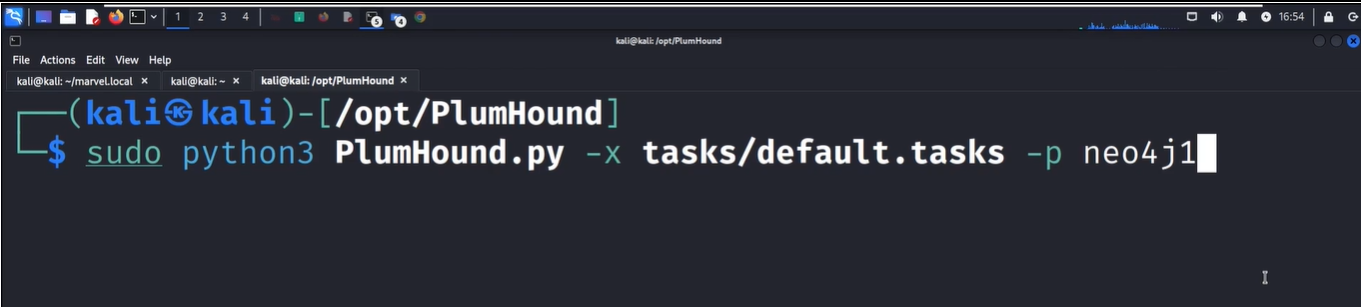 1 2 3 4 5 4 16:54
kali@kali: /opt/PlumHound
File Actions Edit View Help
kali@kali: ~/marvel.local × kali@kali: ~ × kali@kali: /opt/PlumHound ×
┌──(kali㉿kali)-[/opt/PlumHound]
└─$ sudo python3 PlumHound.py -x tasks/default.tasks -p neo4j1